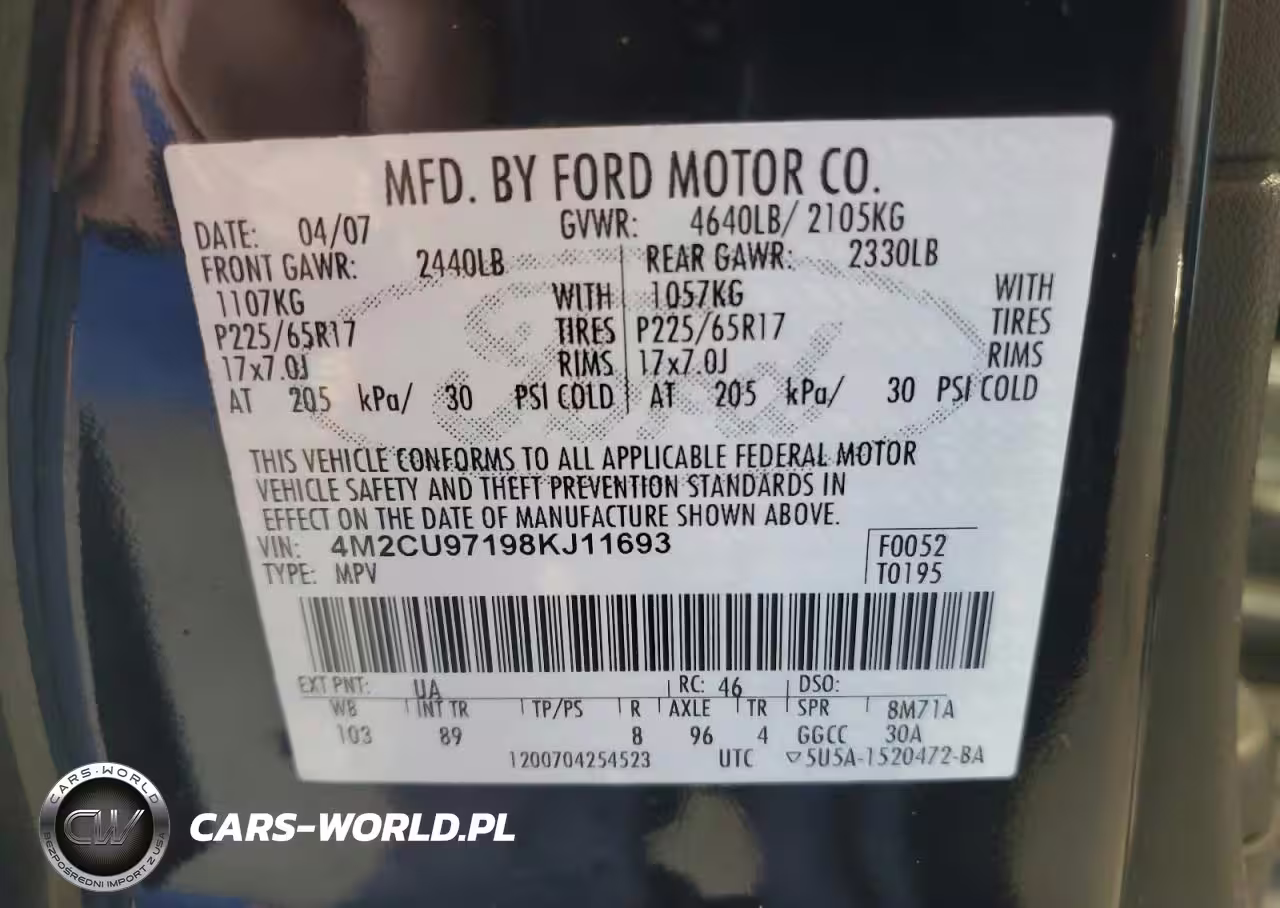 MFD. BY FORD MOTOR CO.
DATE: 04/07 GVWR: 4640LB/ 2105KG
FRONT GAWR: 2440LB REAR GAWR: 2330LB
1107KG WITH 1057KG WITH
P225/65R17 TIRES P225/65R17 TIRES
17x7.0J RIMS 17x7.0J RIMS
AT 205 kPa/ 30 PSI COLD AT 205 kPa/ 30 PSI COLD
THIS VEHICLE CONFORMS TO ALL APPLICABLE FEDERAL MOTOR
VEHICLE SAFETY AND THEFT PREVENTION STANDARDS IN
EFFECT ON THE DATE OF MANUFACTURE SHOWN ABOVE.
VIN: 4M2CU97198KJ11693 F0052
TYPE: MPV T0195
EXT PNT: UA RC: 46 DSO:
WB INT TR TP/PS R AXLE TR SPR 8M71A
103 89 8 96 4 GGCC 30A
1200704254523 UTC ▽5U5A-1520472-BA
CARS-WORLD
CW
BEZPOŚREDNI IMPORT Z USA
CARS-WORLD.PL